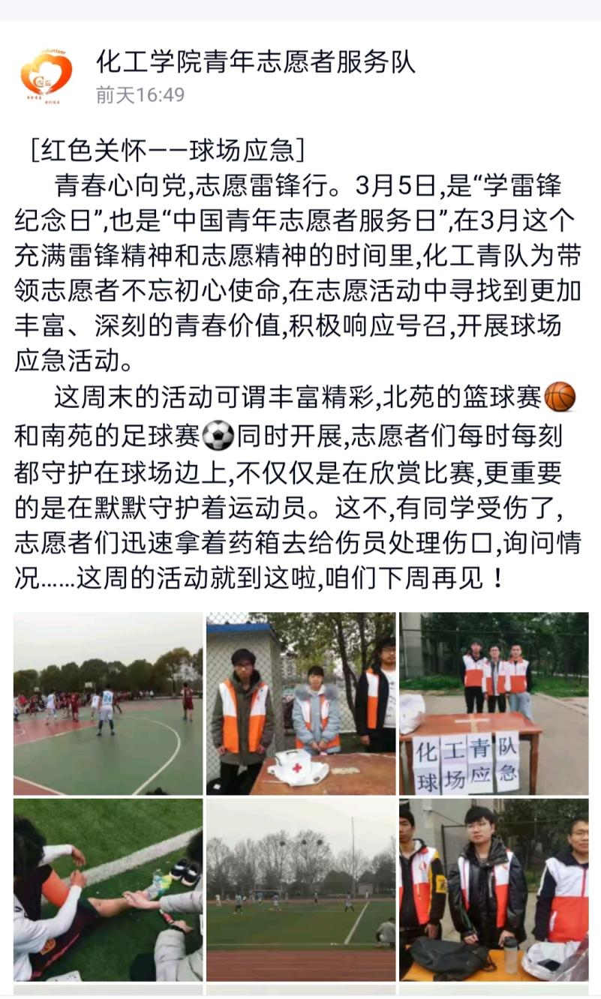 volunteer
化工学院青年志愿者服务队
前天16:49
［红色关怀——球场应急］
青春心向党,志愿雷锋行。3月5日,是“学雷锋
纪念日”,也是“中国青年志愿者服务日”,在3月这个
充满雷锋精神和志愿精神的时间里,化工青队为带
领志愿者不忘初心使命,在志愿活动中寻找到更加
丰富、深刻的青春价值,积极响应号召,开展球场
应急活动。
这周末的活动可谓丰富精彩,北苑的篮球赛🏀
和南苑的足球赛⚽同时开展,志愿者们每时每刻
都守护在球场边上,不仅仅是在欣赏比赛,更重要
的是在默默守护着运动员。这不,有同学受伤了,
志愿者们迅速拿着药箱去给伤员处理伤口,询问情
况......这周的活动就到这啦,咱们下周再见！
化工青队
球场应急